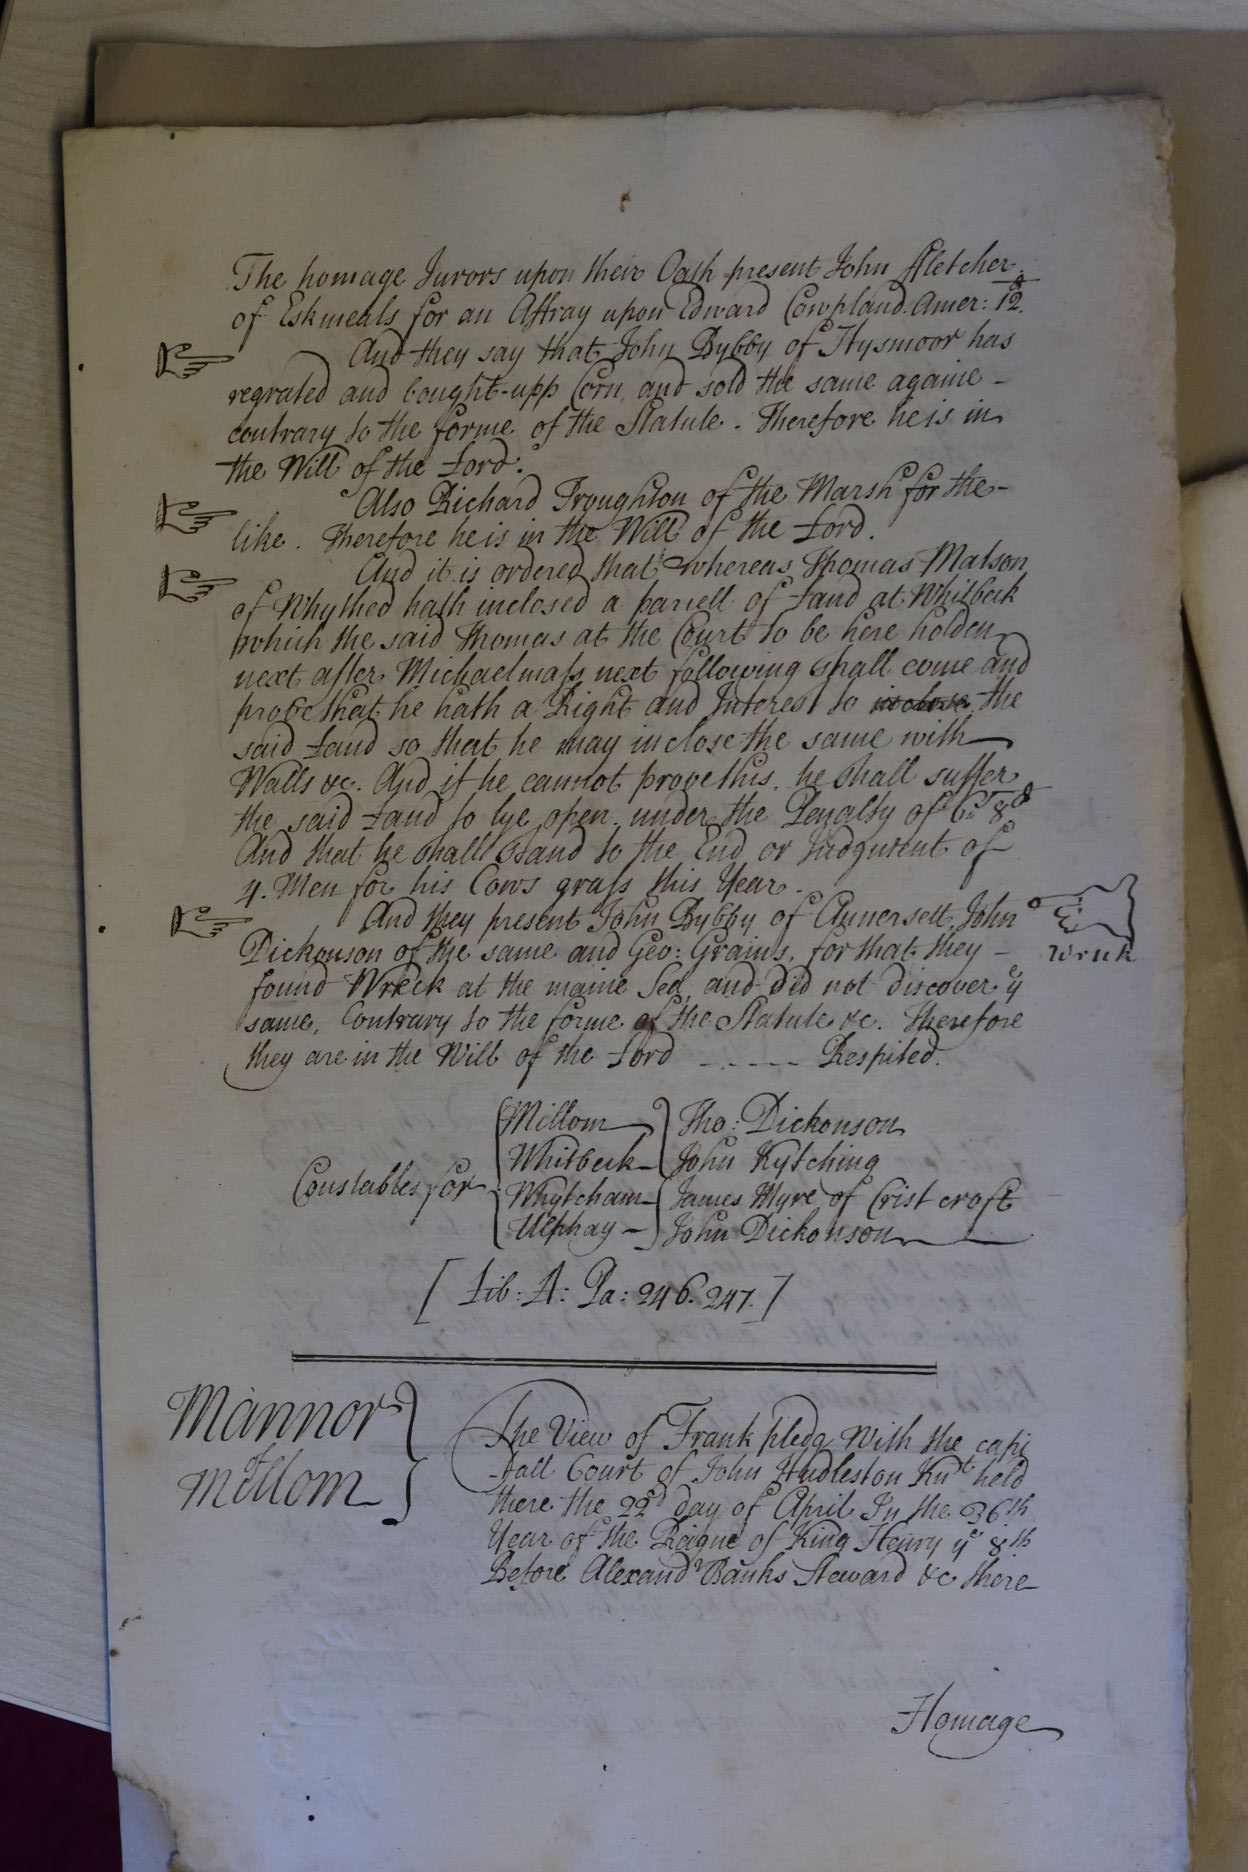 The homage Jurors upon their Oath present John Fletcher
of Eskmeals for an Affray upon Edward Cowpland. Amer: 12d.
And they say that John Bybby of Hysmoor has
regrated and bought-upp Corn, and sold the same againe -
contrary to the forme of the Statute. Therefore he is in
the Will of the Lord.
Also Richard Troughton of the Marsh for the -
like. Therefore he is in the Will of the Lord.
And it is ordered that whereas Thomas Matson
of Whythed hath inclosed a parcell of Land at Whitbeck
which the said Thomas at the Court to be here holden
next after Michaelmass next following shall come and
prove that he hath a Right and Interest to inclose the
said Land so that he may inclose the same with
Walls &c. And if he cannot prove this, he shall suffer
the said Land to lye open under the Penalty of 6s. 8d
And that he shall stand to the End or Judgment of
4. Men for his Cows grass this Year.
And they present John Bybby of Annersett, John
Dickonson of the same and Geo: Grains, for that they -
Wreck
found Wreck at the maine Sea, and did not discover ye
same, Contrary to the forme of the Statute &c. Therefore
they are in the Will of the Lord ----- Respited.
Millom Tho: Dickonson
Whitbeck John Kytching
Constables for Whytcham James Myre of Crist croft
Ulphay - John Dickonson
[ Lib: A: Pa: 246. 247. ]
Mannor
of
Millom
The View of Frank pledg With the capi
-tall Court of John Hudleston Knt. held
there the 22d day of April In the 36th
Year of the Reigne of King Henry ye 8th
Before Alexandr Banks Steward &c there
Homage